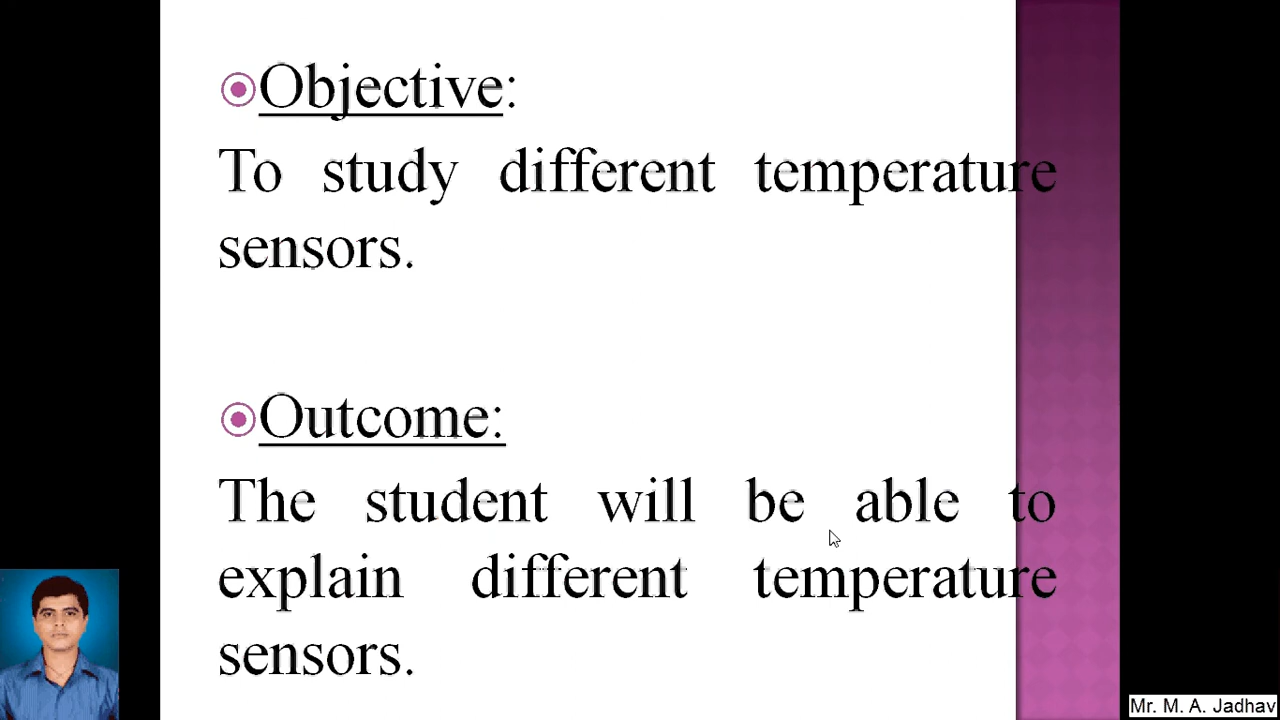 Objective:
To study different temperature
sensors.
Outcome:
The student will be able to
explain different temperature
sensors.
Mr. M. A. Jadhav